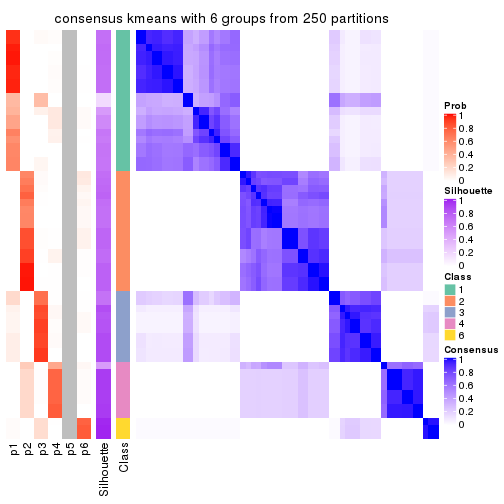 consensus kmeans with 6 groups from 250 partitions
Prob
1
0.8
0.6
0.4
0.2
0
Silhouette
1
0.8
0.6
0.4
0.2
0
Class
1
2
3
4
6
Consensus
1
0.8
0.6
0.4
0.2
0
p1
p2
p3
p4
p5
p6
Silhouette
Class